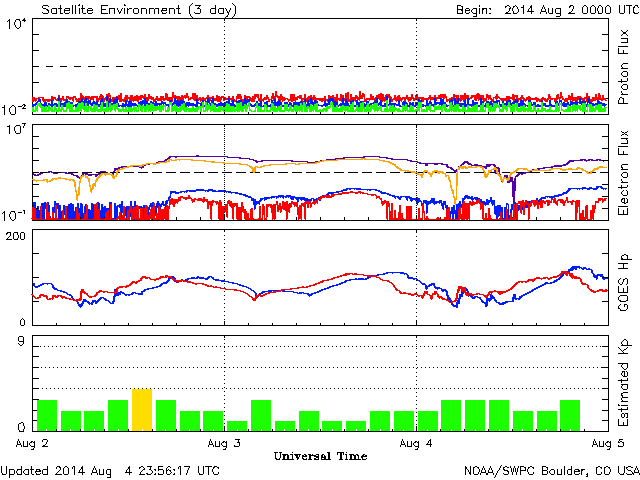 Satellite Environment (3 day) Begin: 2014 Aug 2 0000 UTC
10⁴
10⁻²
Proton Flux
10⁷
10⁻¹
Electron Flux
200
0
GOES Hp
9
0
Estimated Kp
Aug 2 Aug 3 Aug 4 Aug 5
Universal Time
Updated 2014 Aug 4 23:56:17 UTC NOAA/SWPC Boulder, CO USA